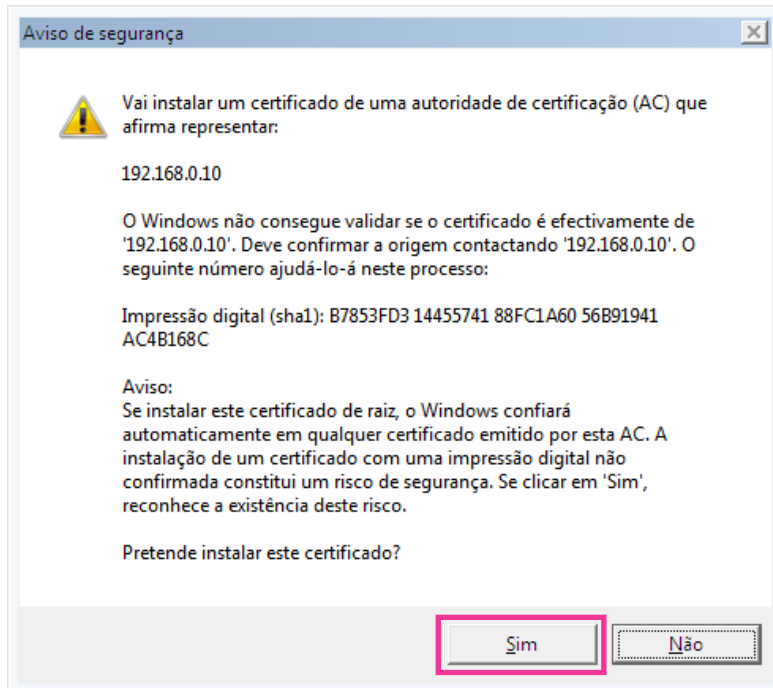 Aviso de segurança
Vai instalar um certificado de uma autoridade de certificação (AC) que
afirma representar:
192.168.0.10
O Windows não consegue validar se o certificado é efectivamente de
'192.168.0.10'. Deve confirmar a origem contactando '192.168.0.10'. O
seguinte número ajudá-lo-á neste processo:
Impressão digital (sha1): B7853FD3 14455741 88FC1A60 56B91941
AC4B168C
Aviso:
Se instalar este certificado de raiz, o Windows confiará
automaticamente em qualquer certificado emitido por esta AC. A
instalação de um certificado com uma impressão digital não
confirmada constitui um risco de segurança. Se clicar em 'Sim',
reconhece a existência deste risco.
Pretende instalar este certificado?
Sim
Não